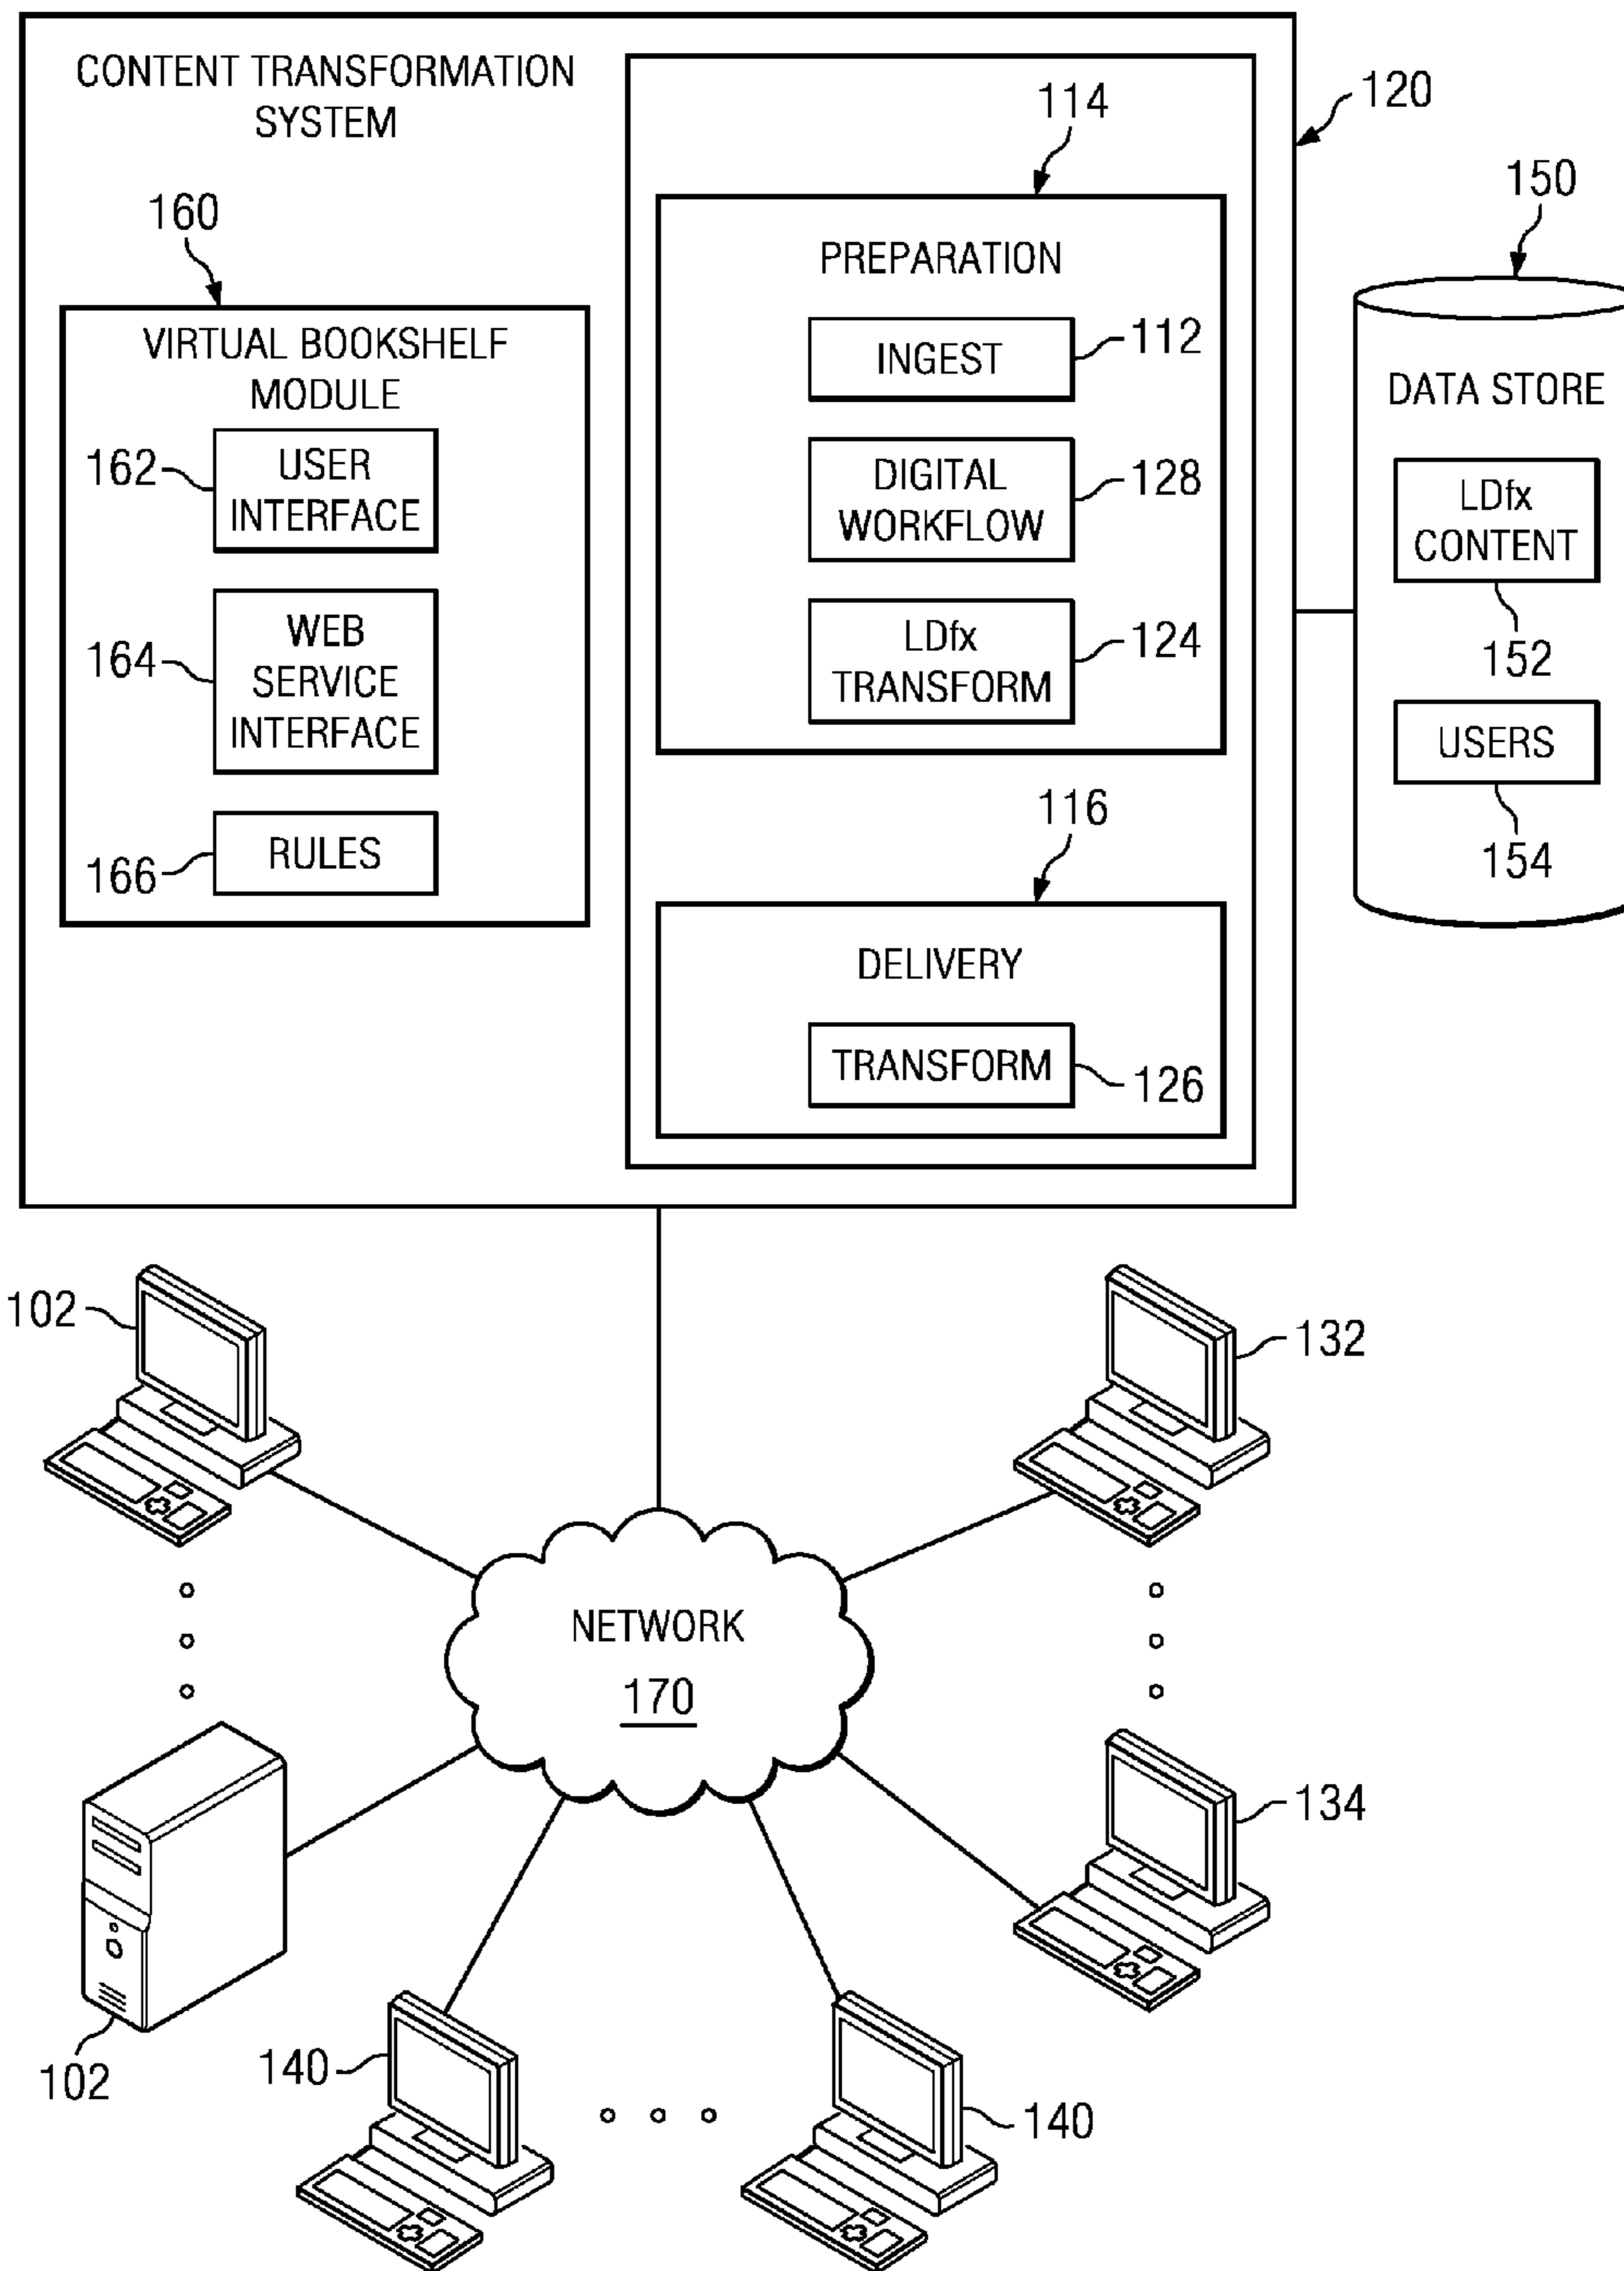 CONTENT TRANSFORMATION
SYSTEM
120
160
VIRTUAL BOOKSHELF
MODULE
162
USER
INTERFACE
164
WEB
SERVICE
INTERFACE
166
RULES
114
PREPARATION
INGEST
112
DIGITAL
WORKFLOW
128
LDfx
TRANSFORM
124
116
DELIVERY
TRANSFORM
126
150
DATA STORE
LDfx
CONTENT
152
USERS
154
102
132
NETWORK
170
134
102
140
140